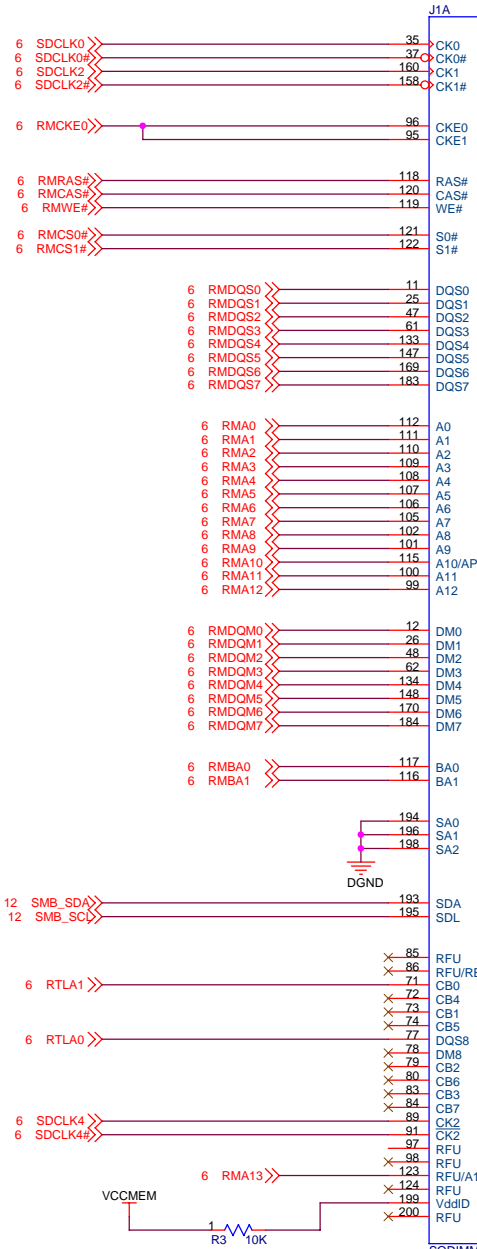 J1A
6 SDCLK0 35 CK0
6 SDCLK0# 37 CK0#
6 SDCLK2 160 CK1
6 SDCLK2# 158 CK1#
6 RMCKE0 96 CKE0
95 CKE1
6 RMRAS# 118 RAS#
6 RMCAS# 120 CAS#
6 RMWE# 119 WE#
6 RMCS0# 121 S0#
6 RMCS1# 122 S1#
6 RMDQS0 11 DQS0
6 RMDQS1 25 DQS1
6 RMDQS2 47 DQS2
6 RMDQS3 61 DQS3
6 RMDQS4 133 DQS4
6 RMDQS5 147 DQS5
6 RMDQS6 169 DQS6
6 RMDQS7 183 DQS7
6 RMA0 112 A0
6 RMA1 111 A1
6 RMA2 110 A2
6 RMA3 109 A3
6 RMA4 108 A4
6 RMA5 107 A5
6 RMA6 106 A6
6 RMA7 105 A7
6 RMA8 102 A8
6 RMA9 101 A9
6 RMA10 115 A10/AP
6 RMA11 100 A11
6 RMA12 99 A12
6 RMDQM0 12 DM0
6 RMDQM1 26 DM1
6 RMDQM2 48 DM2
6 RMDQM3 62 DM3
6 RMDQM4 134 DM4
6 RMDQM5 148 DM5
6 RMDQM6 170 DM6
6 RMDQM7 184 DM7
6 RMBA0 117 BA0
6 RMBA1 116 BA1
194 SA0
196 SA1
198 SA2
DGND
12 SMB_SDA 193 SDA
12 SMB_SCL 195 SDL
85 RFU
86 RFU/RE
6 RTLA1 71 CB0
72 CB4
73 CB1
74 CB5
6 RTLA0 77 DQS8
78 DM8
79 CB2
80 CB6
83 CB3
84 CB7
6 SDCLK4 89 CK2
6 SDCLK4# 91 CK2
97 RFU
98 RFU
6 RMA13 123 RFU/A1
124 RFU
VCCMEM 199 VddID
200 RFU
1
R3 10K